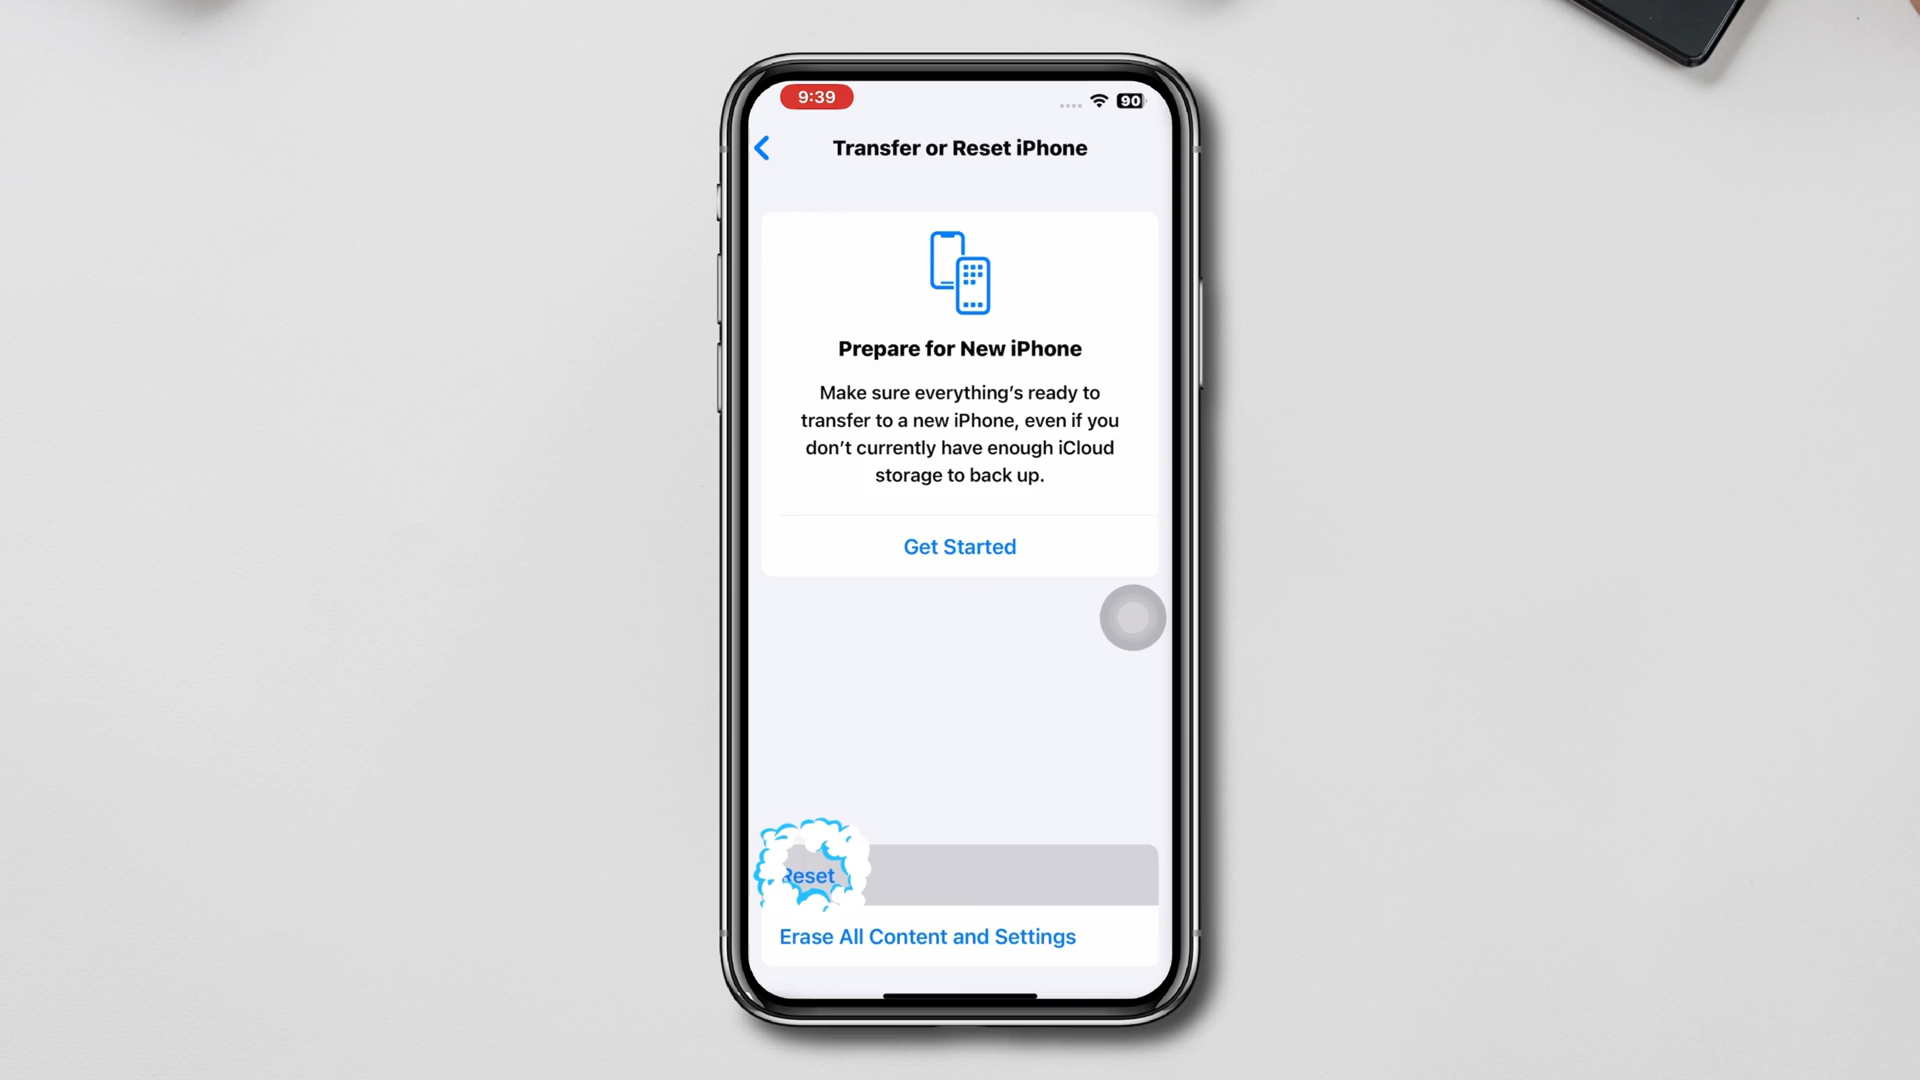 9:39
90
Transfer or Reset iPhone
Prepare for New iPhone
Make sure everything's ready to
transfer to a new iPhone, even if you
don't currently have enough iCloud
storage to back up.
Get Started
Reset
Erase All Content and Settings